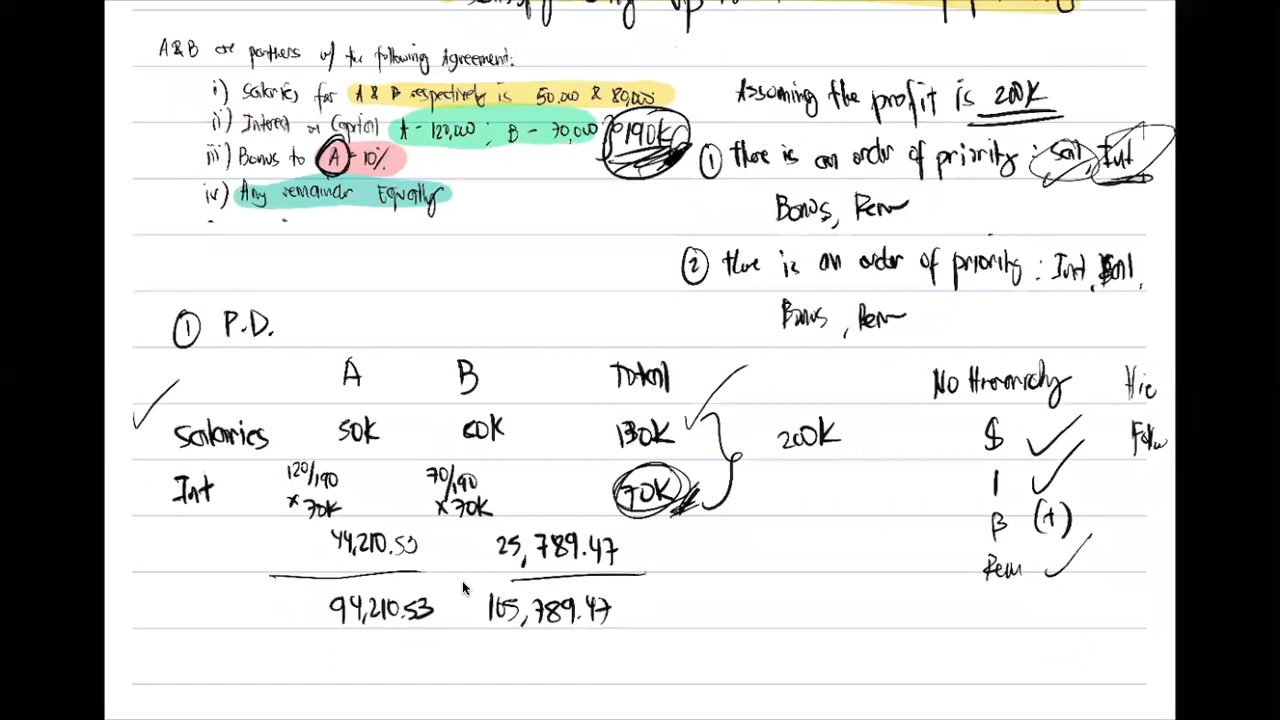 A & B are partners w/ the following Agreement:
i) Salaries for A & B respectively is 50,000 & 80,000
ii) Interest on Capital A - 120,000 ; B - 70,000 190K
iii) Bonus to A - 10%
iv) Any remainder Equally
Assuming the profit is 200K
① there is an order of priority : Sal, Int
Bonus, Rem
② there is an order of priority : Int, Sal,
Bonus, Rem
① P.D.
A B Total
Salaries 50K 80K 130K 200K
Int 120/190 x 70K 70/190 x 70K 70K
44,210.53 25,789.47
94,210.53 105,789.47
No Hierarchy Hie
$ ✓ Follow
I ✓
B (+)
Rem ✓